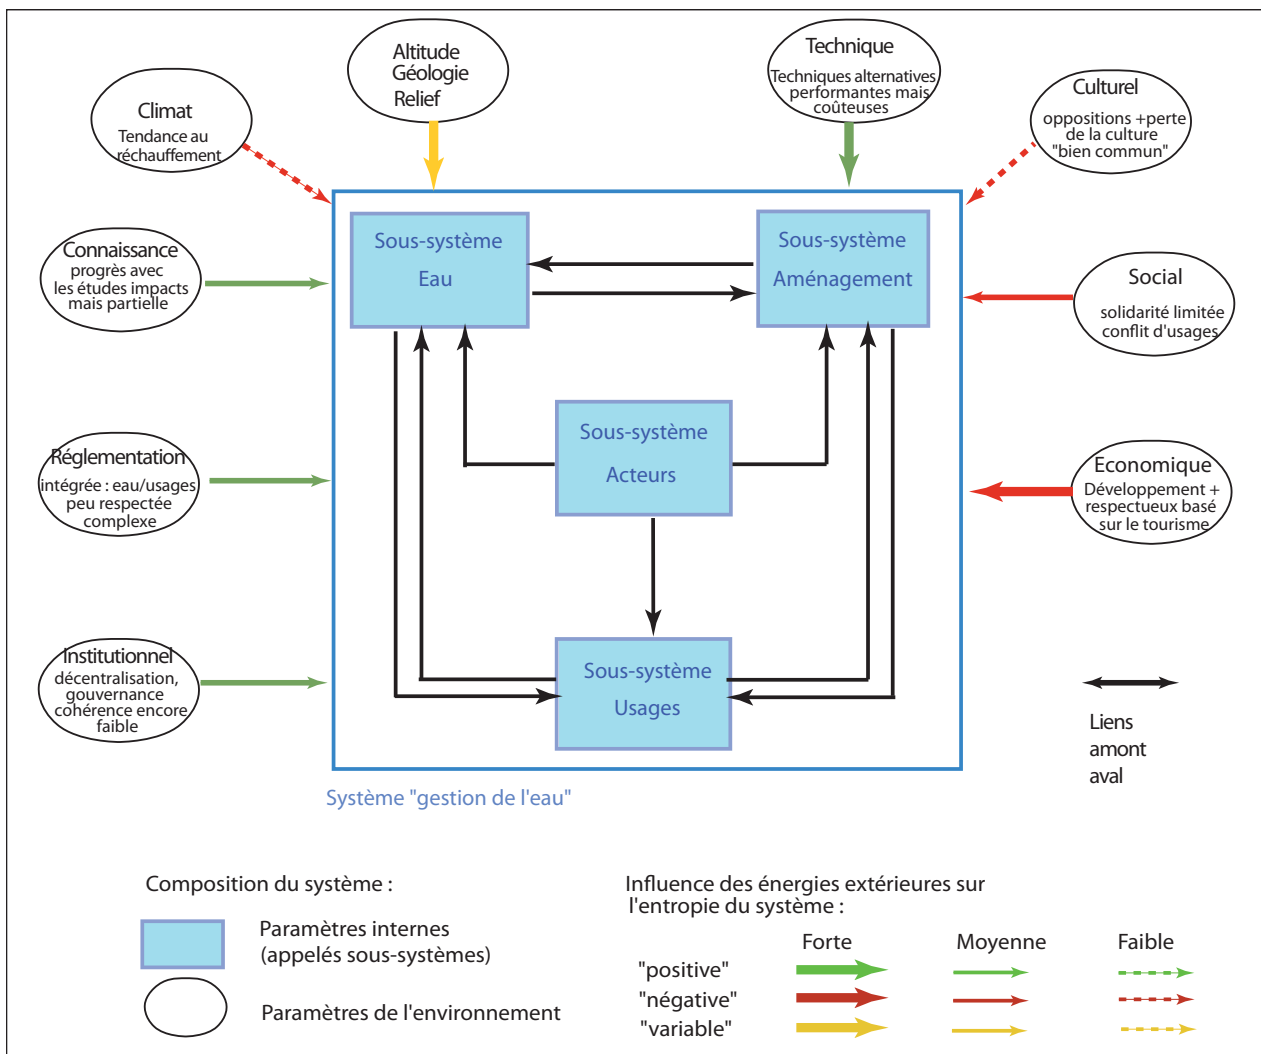 Altitude
Géologie
Relief
Technique
Techniques alternatives
performantes mais
coûteuses
Climat
Tendance au
réchauffement
Culturel
oppositions +perte
de la culture
"bien commun"
Connaissance
progrès avec
les études impacts
mais partielle
Sous-système
Eau
Sous-système
Aménagement
Social
solidarité limitée
conflit d'usages
Réglementation
intégrée : eau/usages
peu respectée
complexe
Sous-système
Acteurs
Economique
Développement +
respectueux basé
sur le tourisme
Institutionnel
décentralisation,
gouvernance
cohérence encore
faible
Sous-système
Usages
Liens
amont
aval
Système "gestion de l'eau"
Composition du système :
Paramètres internes
(appelés sous-systèmes)
Paramètres de l'environnement
Influence des énergies extérieures sur
l'entropie du système :
Forte Moyenne Faible
"positive"
"négative"
"variable"